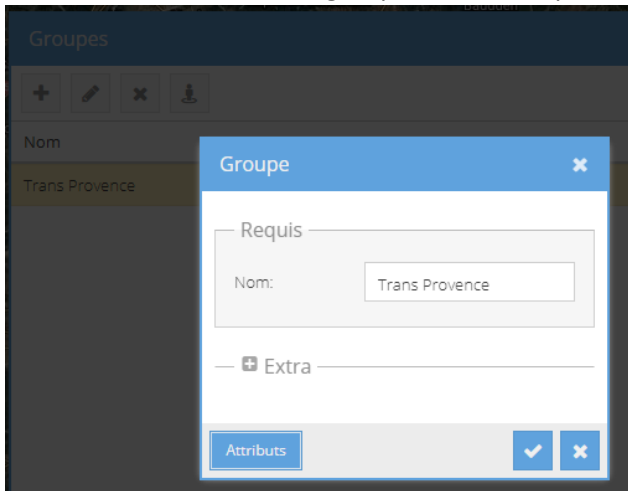 Groupes
Nom
Trans Provence
Groupe
Requis
Nom:
Trans Provence
Extra
Attributs